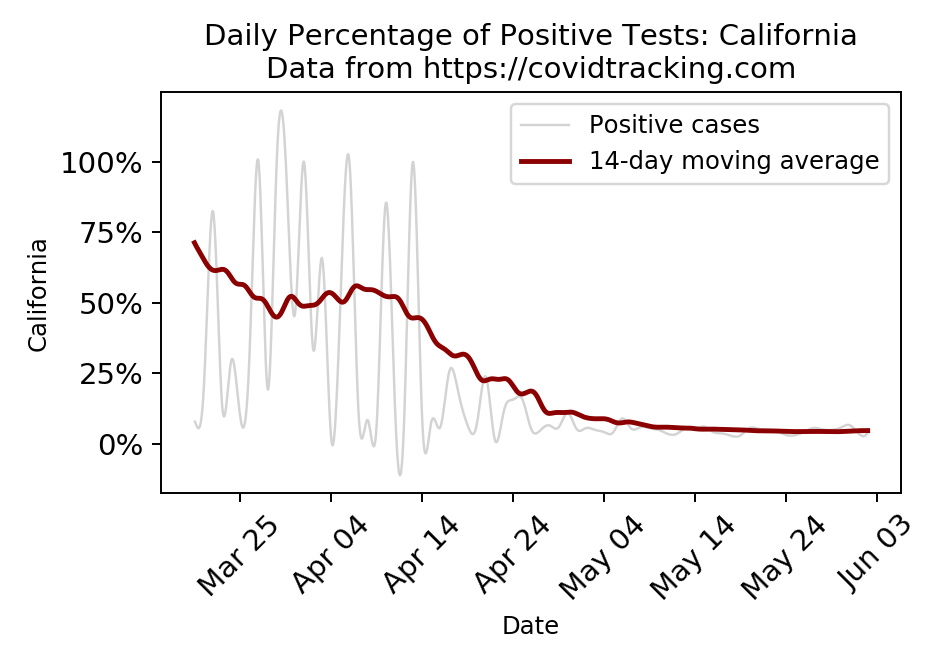 Daily Percentage of Positive Tests: California
Data from https://covidtracking.com
Positive cases
14-day moving average
100%
75%
50%
25%
0%
California
Mar 25
Apr 04
Apr 14
Apr 24
May 04
May 14
May 24
Jun 03
Date